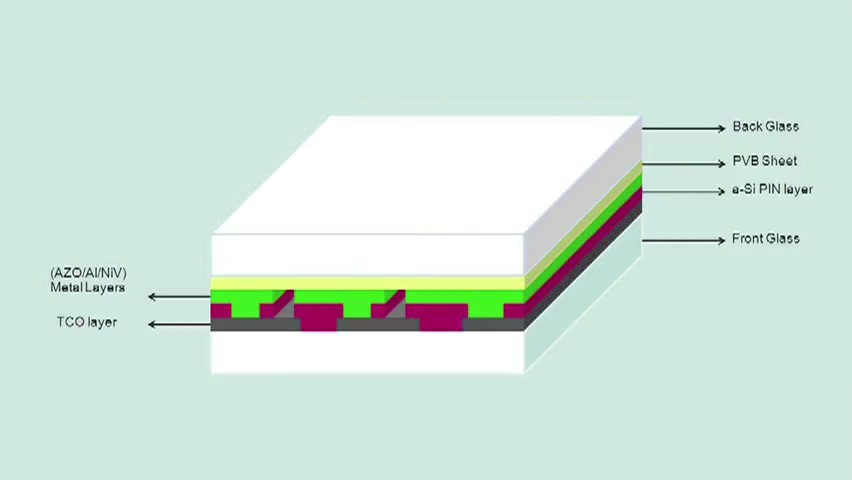 Back Glass
PVB Sheet
a-Si PIN layer
Front Glass
(AZO/Al/NiV)
Metal Layers
TCO layer